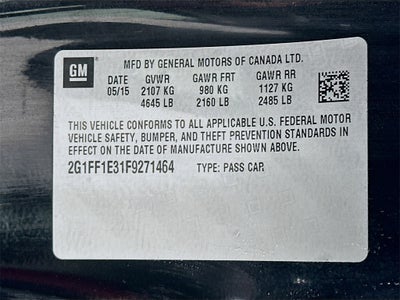 GM
MFD BY GENERAL MOTORS OF CANADA LTD.
DATE GVWR GAWR FRT GAWR RR
05/15 2107 KG 980 KG 1127 KG
4645 LB 2160 LB 2485 LB
THIS VEHICLE CONFORMS TO ALL APPLICABLE U.S. FEDERAL MOTOR
VEHICLE SAFETY, BUMPER, AND THEFT PREVENTION STANDARDS IN
EFFECT ON THE DATE OF MANUFACTURE SHOWN ABOVE.
2G1FF1E31F9271464 TYPE: PASS CAR